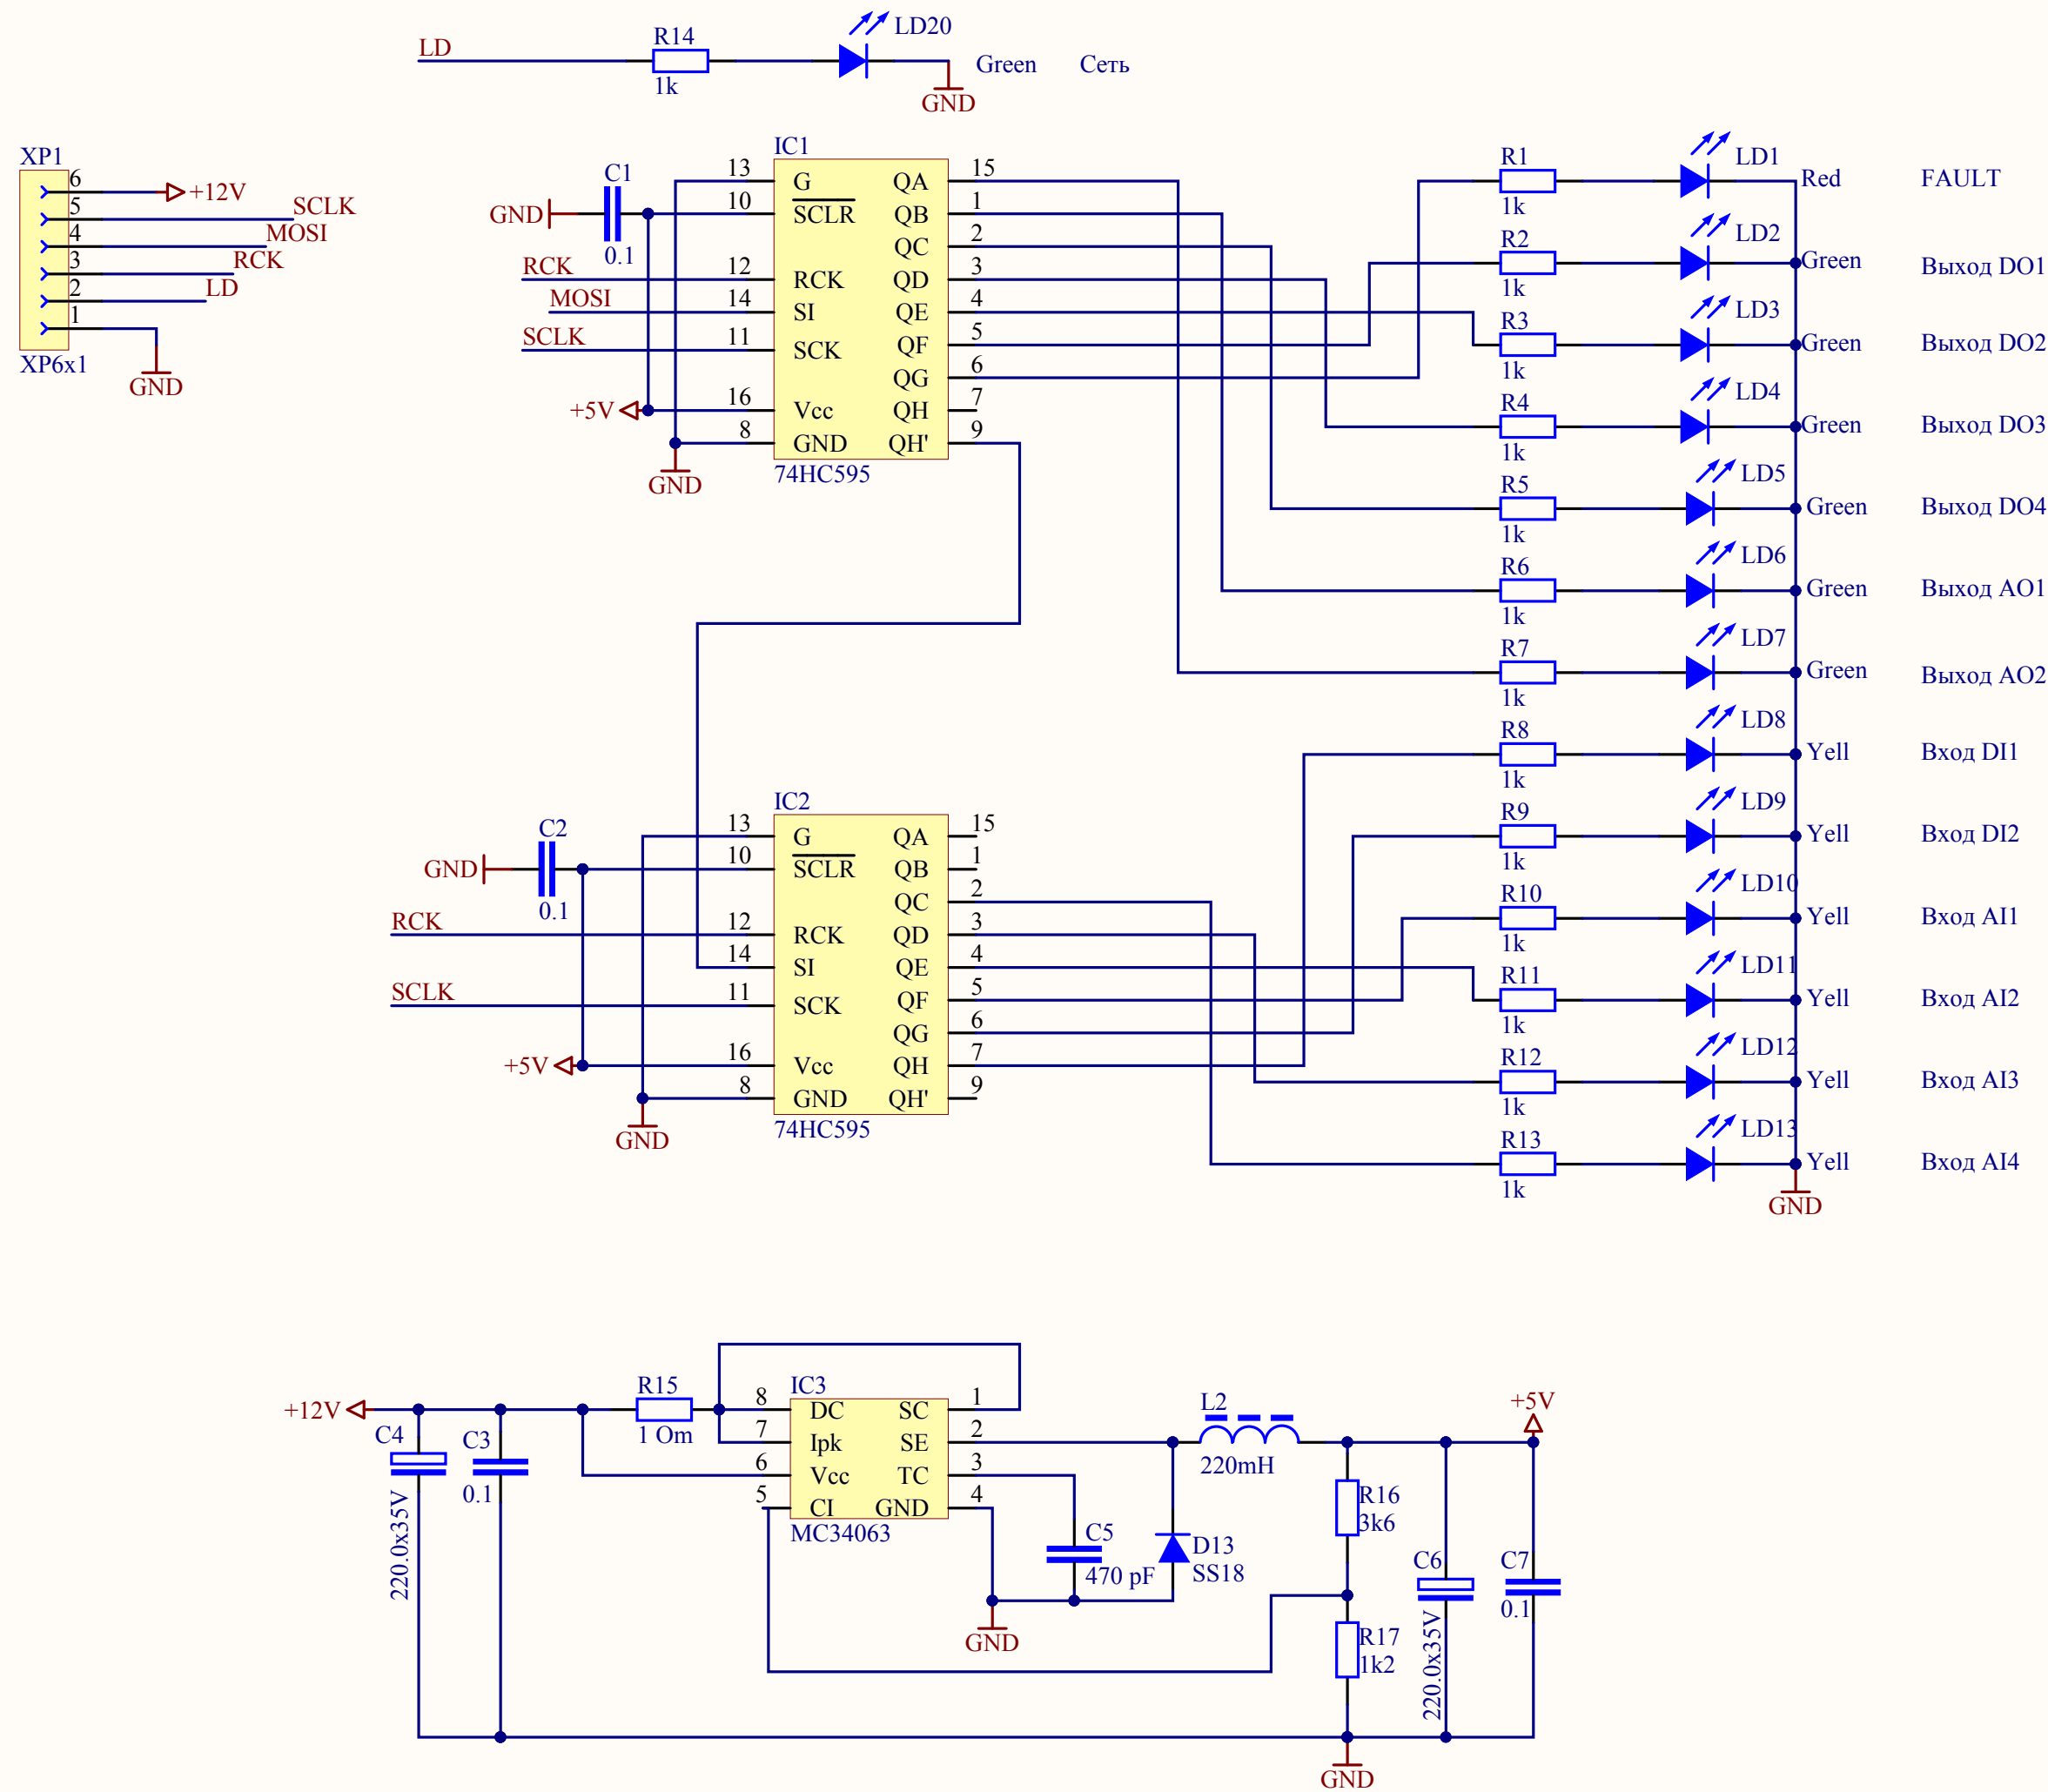 LD
R14
1k
LD20
Green Сеть
GND
XP1
6
+12V
5
SCLK
4
MOSI
3
RCK
2
LD
1
XP6x1
GND
IC1
C1
GND
0.1
13 G QA 15
10 SCLR QB 1
QC 2
RCK 12 RCK QD 3
MOSI 14 SI QE 4
SCLK 11 SCK QF 5
QG 6
+5V 16 Vcc QH 7
8 GND QH' 9
GND
74HC595
R1
1k
LD1
Red FAULT
R2
1k
LD2
Green Выход DO1
R3
1k
LD3
Green Выход DO2
R4
1k
LD4
Green Выход DO3
R5
1k
LD5
Green Выход DO4
R6
1k
LD6
Green Выход AO1
R7
1k
LD7
Green Выход AO2
R8
1k
LD8
Yell Вход DI1
R9
1k
LD9
Yell Вход DI2
R10
1k
LD10
Yell Вход AI1
R11
1k
LD11
Yell Вход AI2
R12
1k
LD12
Yell Вход AI3
R13
1k
LD13
Yell Вход AI4
GND
IC2
C2
GND
0.1
13 G QA 15
10 SCLR QB 1
QC 2
RCK 12 RCK QD 3
14 SI QE 4
SCLK 11 SCK QF 5
QG 6
+5V 16 Vcc QH 7
8 GND QH' 9
GND
74HC595
+12V
C4
220.0x35V
C3
0.1
R15
1 Om
IC3
8 DC SC 1
7 Ipk SE 2
6 Vcc TC 3
5 CI GND 4
MC34063
C5
470 pF
GND
D13
SS18
L2
220mH
+5V
R16
3k6
R17
1k2
C6
220.0x35V
C7
0.1
GND